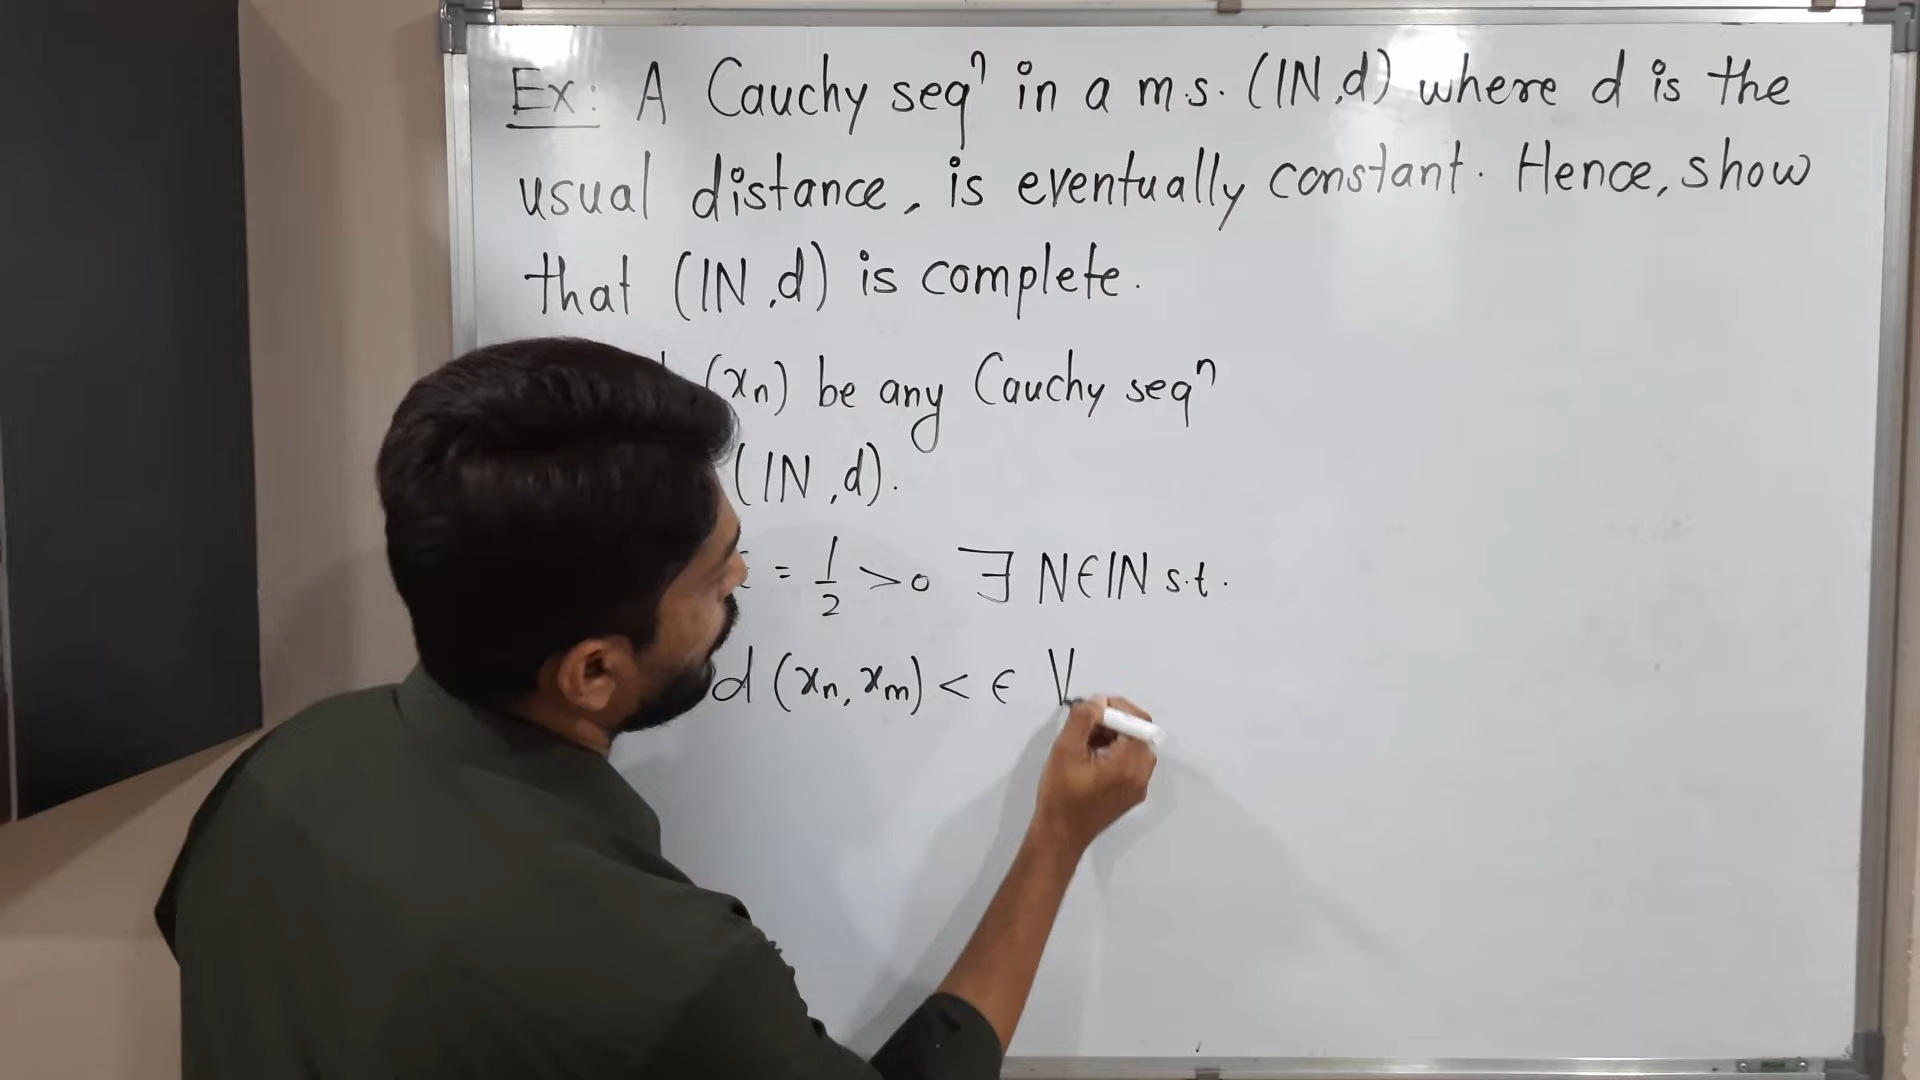 Ex: A Cauchy seqⁿ in a m.s. (IN,d) where d is the
usual distance, is eventually constant. Hence, show
that (IN,d) is complete.
(xₙ) be any Cauchy seqⁿ
(IN,d).
= 1/2 >0 ∃ N∈IN s.t.
d(xₙ, xₘ) < ∈